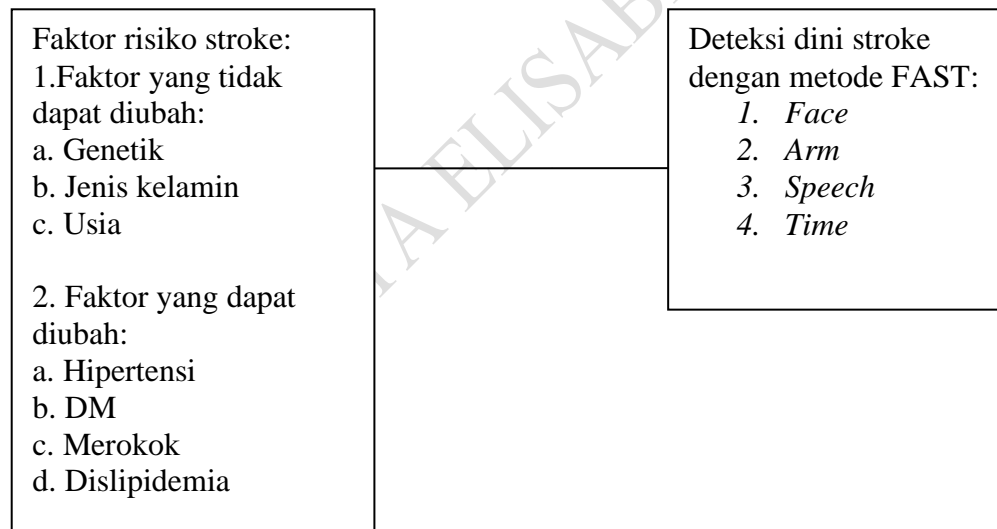 Faktor risiko stroke:
1.Faktor yang tidak
dapat diubah:
a. Genetik
b. Jenis kelamin
c. Usia
2. Faktor yang dapat
diubah:
a. Hipertensi
b. DM
c. Merokok
d. Dislipidemia
Deteksi dini stroke
dengan metode FAST:
1. Face
2. Arm
3. Speech
4. Time